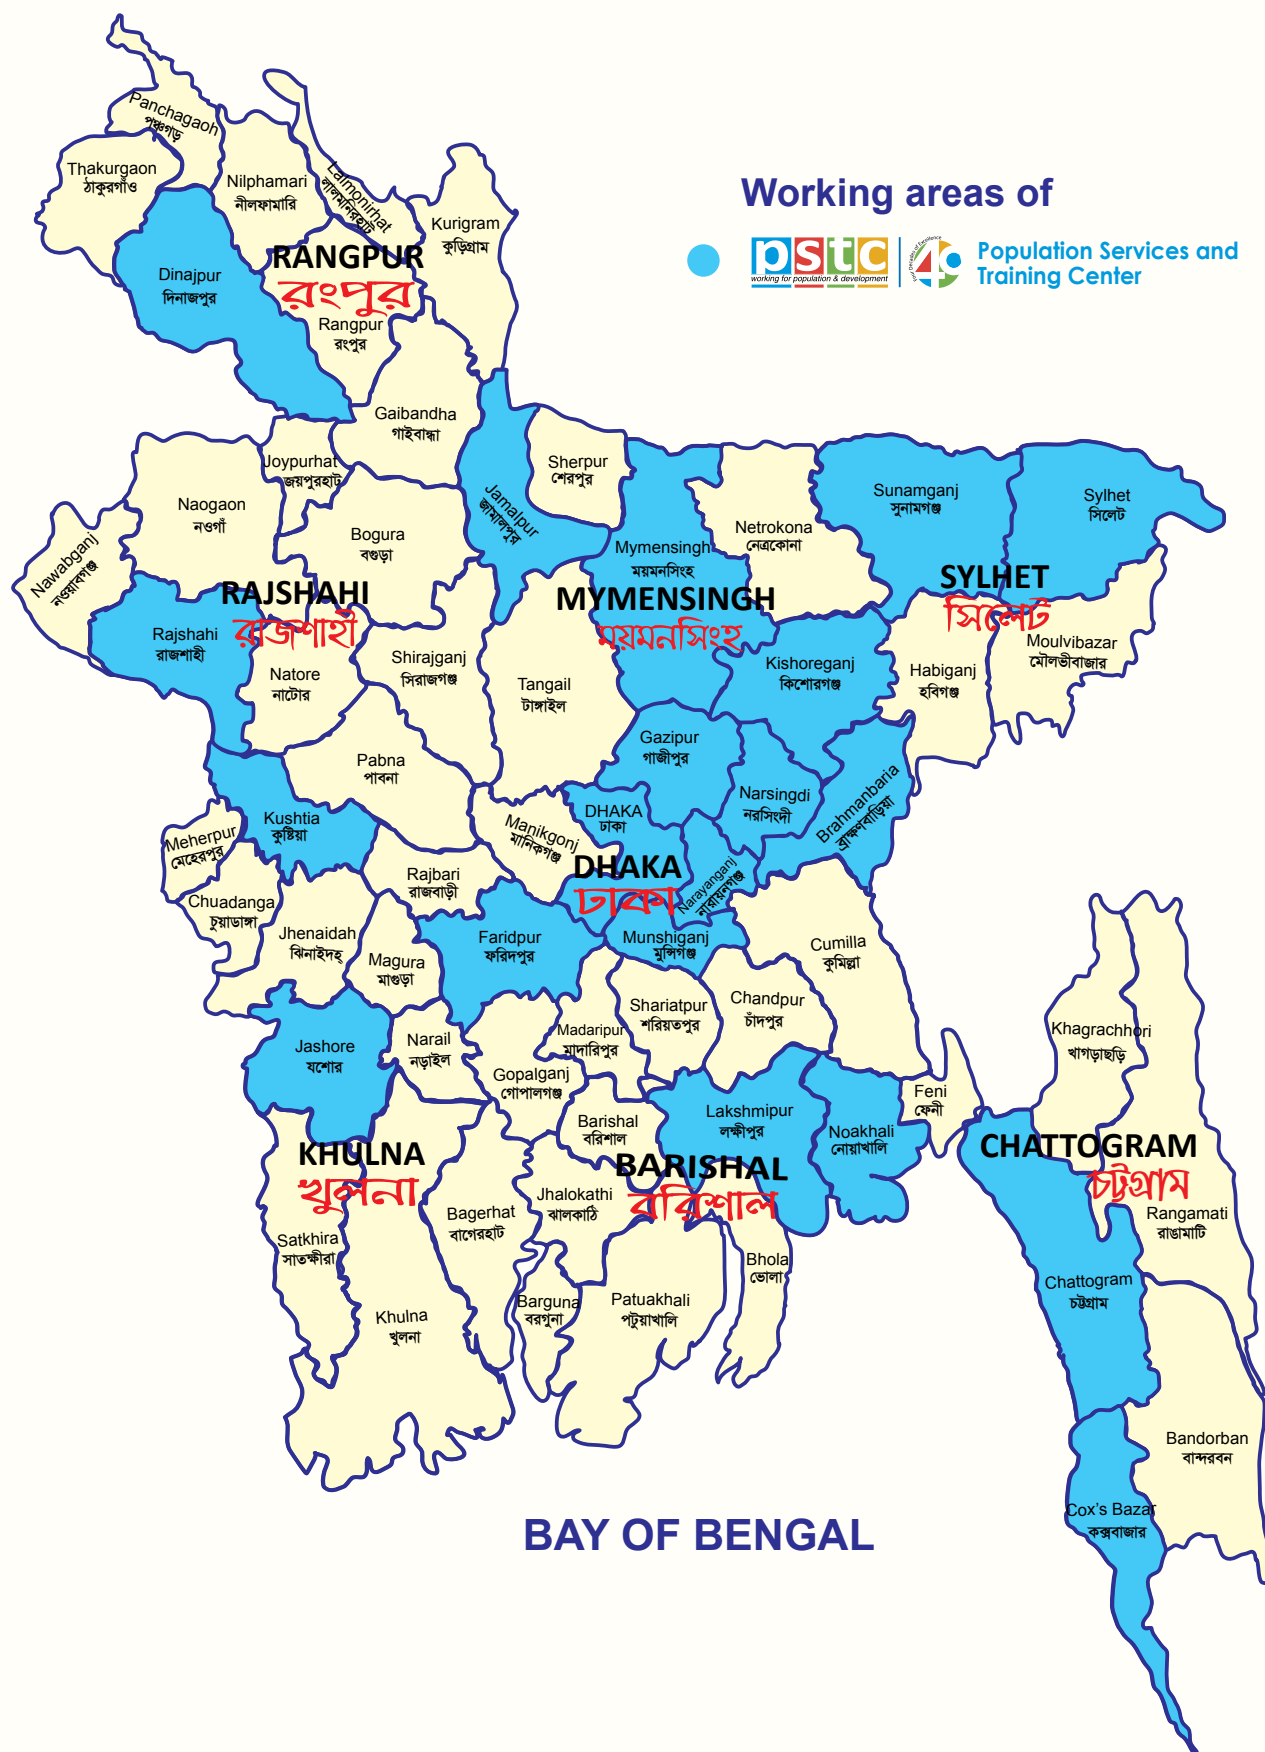 Working areas of
pstc
working for population & development
Four Decades of Excellence
40
Population Services and
Training Center
Panchagaoh
পঞ্চগড়
Thakurgaon
ঠাকুরগাঁও
Nilphamari
নীলফামারি
Lalmonirhat
লালমনিরহাট
Kurigram
কুড়িগ্রাম
RANGPUR
রংপুর
Dinajpur
দিনাজপুর
Rangpur
রংপুর
Gaibandha
গাইবান্ধা
Joypurhat
জয়পুরহাট
Naogaon
নওগাঁ
Bogura
বগুড়া
Nawabganj
নওয়াবগঞ্জ
RAJSHAHI
রাজশাহী
Rajshahi
রাজশাহী
Natore
নাটোর
Shirajganj
সিরাজগঞ্জ
Pabna
পাবনা
Jamalpur
জামালপুর
Sherpur
শেরপুর
Mymensingh
ময়মনসিংহ
Netrokona
নেত্রকোনা
MYMENSINGH
ময়মনসিংহ
Sunamganj
সুনামগঞ্জ
Sylhet
সিলেট
SYLHET
সিলেট
Moulvibazar
মৌলভীবাজার
Habiganj
হবিগঞ্জ
Kishoreganj
কিশোরগঞ্জ
Tangail
টাঙ্গাইল
Gazipur
গাজীপুর
Narsingdi
নরসিংদী
Brahmanbaria
ব্রাক্ষণবাড়িয়া
DHAKA
ঢাকা
Manikgonj
মানিকগঞ্জ
DHAKA
ঢাকা
Narayanganj
নারায়নগঞ্জ
Kushtia
কুষ্টিয়া
Meherpur
মেহেরপুর
Chuadanga
চুয়াডাঙ্গা
Rajbari
রাজবাড়ী
Jhenaidah
ঝিনাইদহ্
Magura
মাগুড়া
Faridpur
ফরিদপুর
Munshiganj
মুন্সিগঞ্জ
Cumilla
কুমিল্লা
Shariatpur
শরিয়তপুর
Chandpur
চাঁদপুর
Madaripur
মাদারিপুর
Jashore
যশোর
Narail
নড়াইল
Gopalganj
গোপালগঞ্জ
Khagrachhori
খাগড়াছড়ি
Feni
ফেনী
Barishal
বরিশাল
Lakshmipur
লক্ষীপুর
Noakhali
নোয়াখালি
KHULNA
খুলনা
BARISHAL
বরিশাল
CHATTOGRAM
চট্টগ্রাম
Jhalokathi
ঝালকাঠি
Bagerhat
বাগেরহাট
Rangamati
রাঙামাটি
Satkhira
সাতক্ষীরা
Bhola
ভোলা
Chattogram
চট্টগ্রাম
Khulna
খুলনা
Barguna
বরগুনা
Patuakhali
পটুয়াখালি
Bandorban
বান্দরবন
Cox's Bazar
কক্সবাজার
BAY OF BENGAL